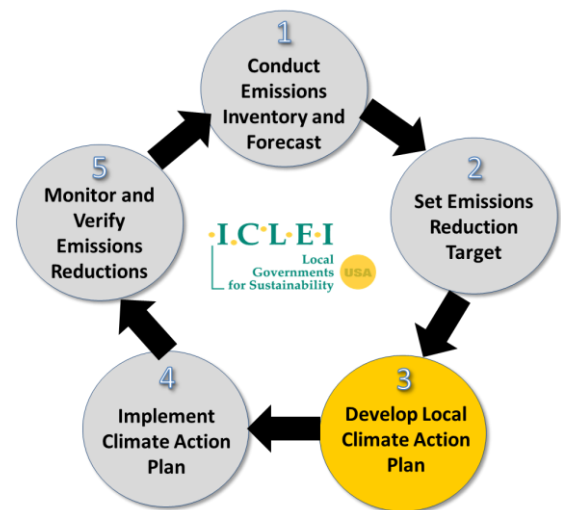 1
Conduct
Emissions
Inventory and
Forecast
2
Set Emissions
Reduction
Target
3
Develop Local
Climate Action
Plan
4
Implement
Climate Action
Plan
5
Monitor and
Verify
Emissions
Reductions
·I.C·L·E·I
Local
Governments
for Sustainability
USA